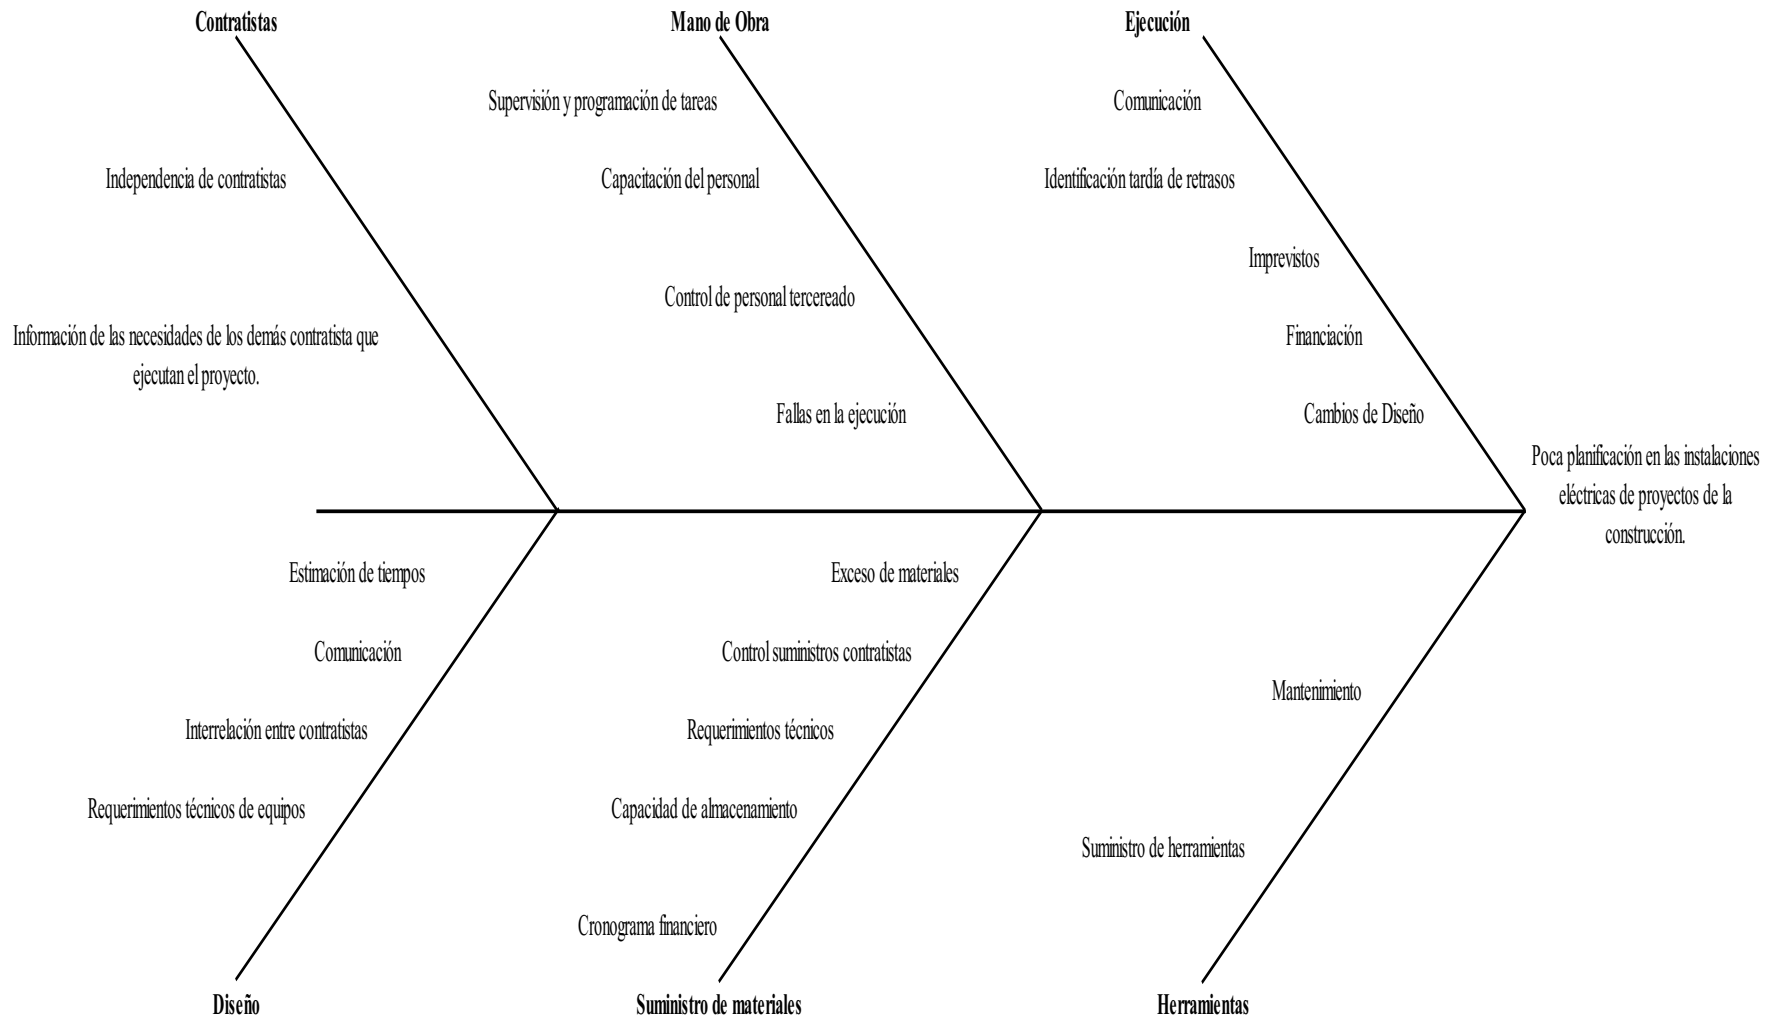 Contratistas
Mano de Obra
Ejecución
Supervisión y programación de tareas
Comunicación
Independencia de contratistas
Capacitación del personal
Identificación tardía de retrasos
Imprevistos
Control de personal tercereado
Información de las necesidades de los demás contratista que
ejecutan el proyecto.
Financiación
Fallas en la ejecución
Cambios de Diseño
Poca planificación en las instalaciones
eléctricas de proyectos de la
construcción.
Estimación de tiempos
Exceso de materiales
Comunicación
Control suministros contratistas
Mantenimiento
Interrelación entre contratistas
Requerimientos técnicos
Requerimientos técnicos de equipos
Capacidad de almacenamiento
Suministro de herramientas
Cronograma financiero
Diseño
Suministro de materiales
Herramientas